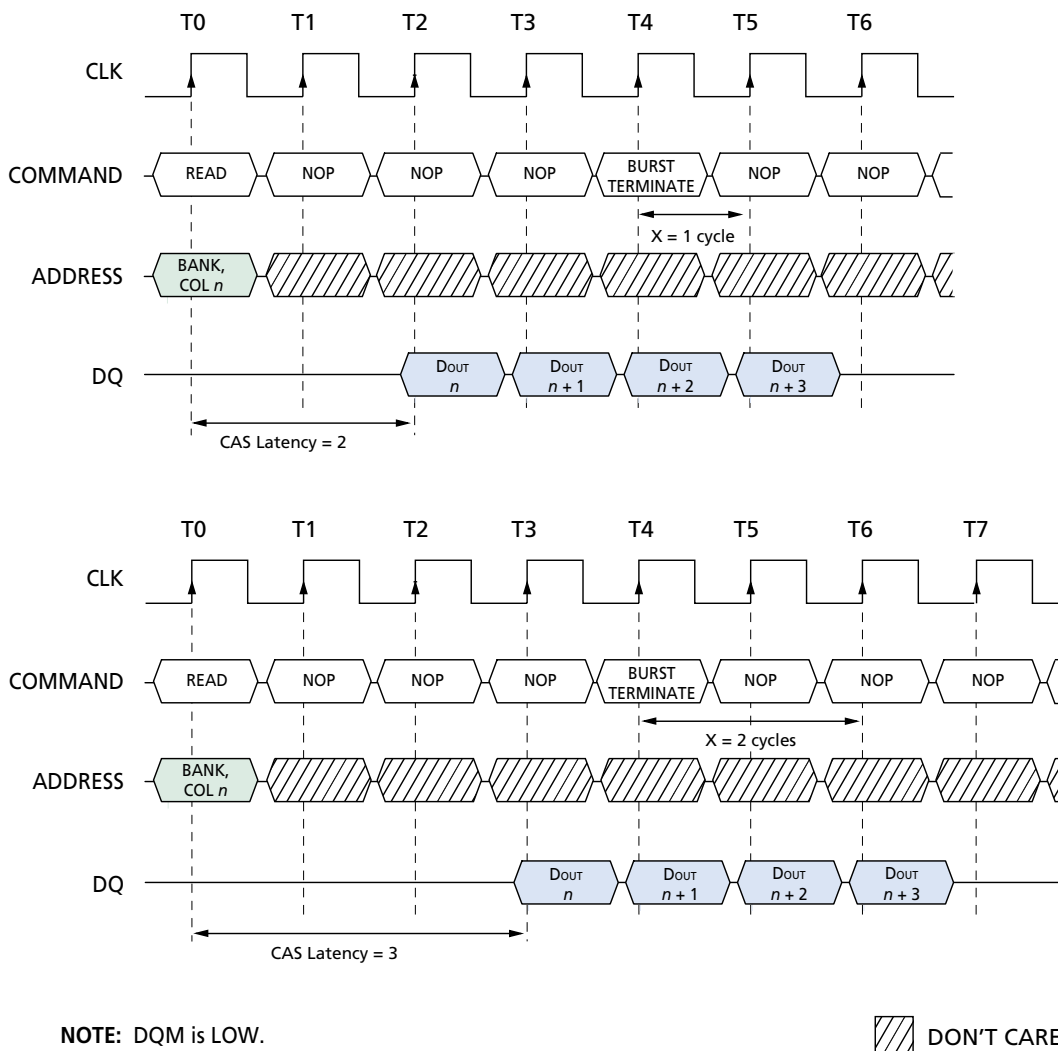 T0 T1 T2 T3 T4 T5 T6
CLK
COMMAND READ NOP NOP NOP BURST TERMINATE NOP NOP
X = 1 cycle
ADDRESS BANK, COL n
DQ DOUT n DOUT n + 1 DOUT n + 2 DOUT n + 3
CAS Latency = 2
T0 T1 T2 T3 T4 T5 T6 T7
CLK
COMMAND READ NOP NOP NOP BURST TERMINATE NOP NOP NOP
X = 2 cycles
ADDRESS BANK, COL n
DQ DOUT n DOUT n + 1 DOUT n + 2 DOUT n + 3
CAS Latency = 3
NOTE: DQM is LOW.
DON'T CARE